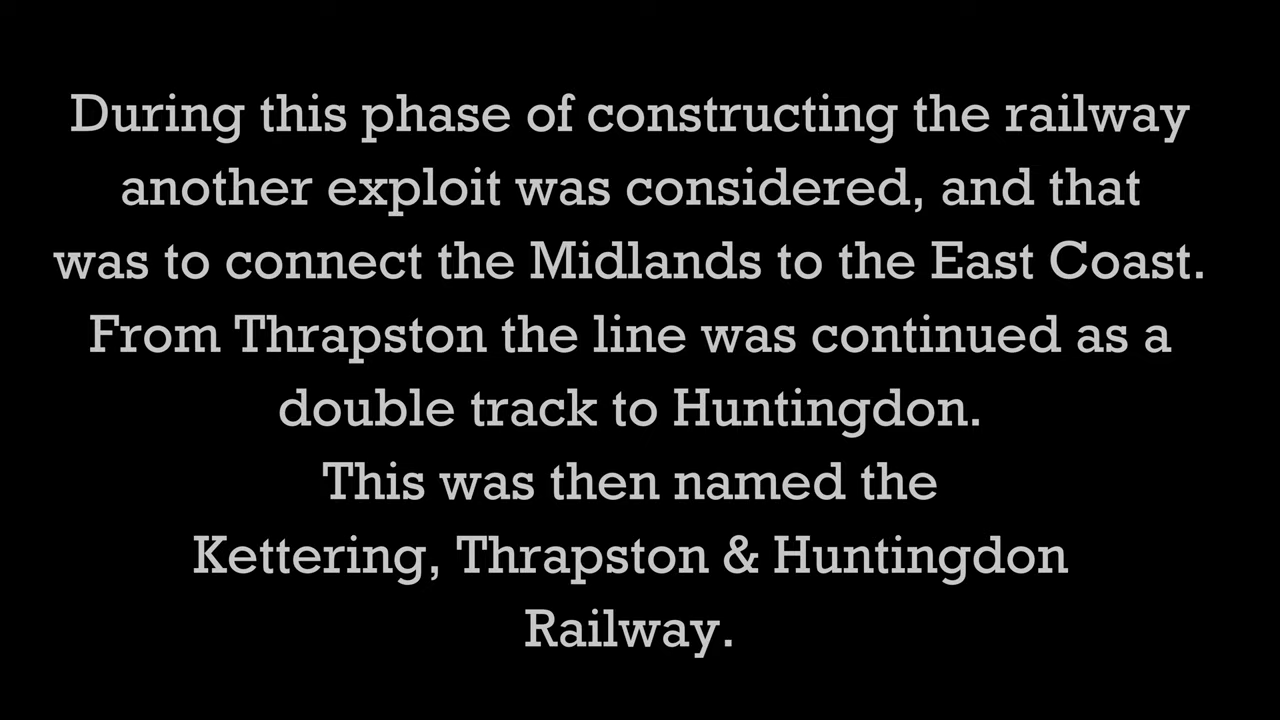 During this phase of constructing the railway
another exploit was considered, and that
was to connect the Midlands to the East Coast.
From Thrapston the line was continued as a
double track to Huntingdon.
This was then named the
Kettering, Thrapston & Huntingdon
Railway.